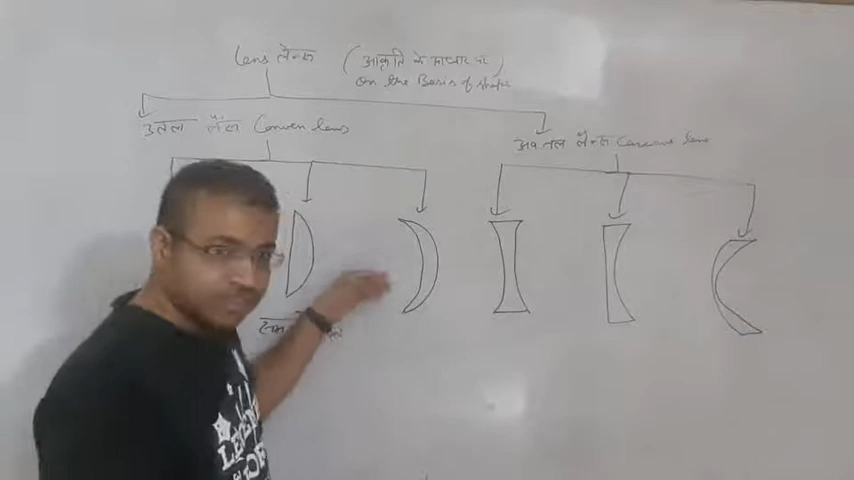 Lens लेन्स (आकृति के आधार पर)
on the Basis of shape
उत्तल लेंस Convex lens
अवतल लेन्स Concave lens